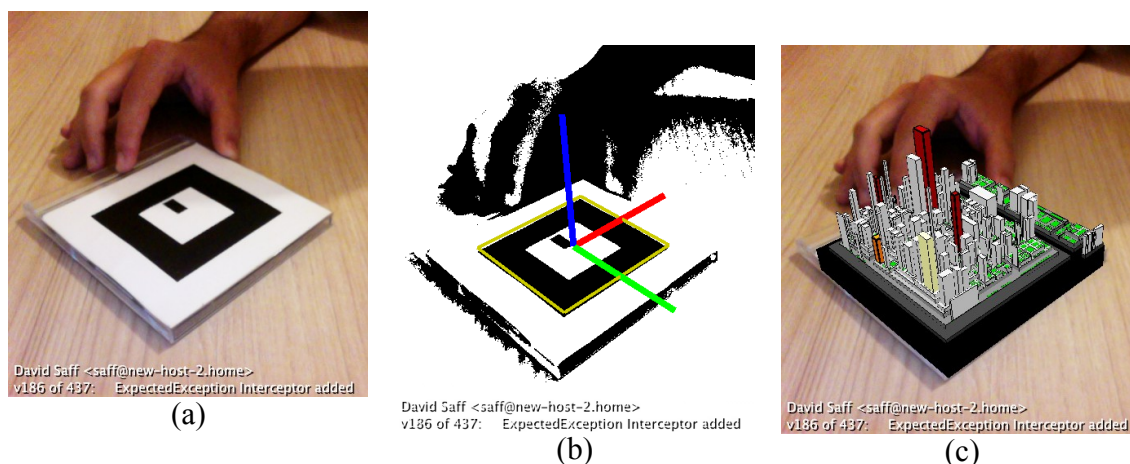 David Saff <saff@new-host-2.home>
v186 of 437: ExpectedException Interceptor added
(a)
David Saff <saff@new-host-2.home>
v186 of 437: ExpectedException Interceptor added
(b)
David Saff <saff@new-host-2.home>
v186 of 437: ExpectedException Interceptor added
(c)